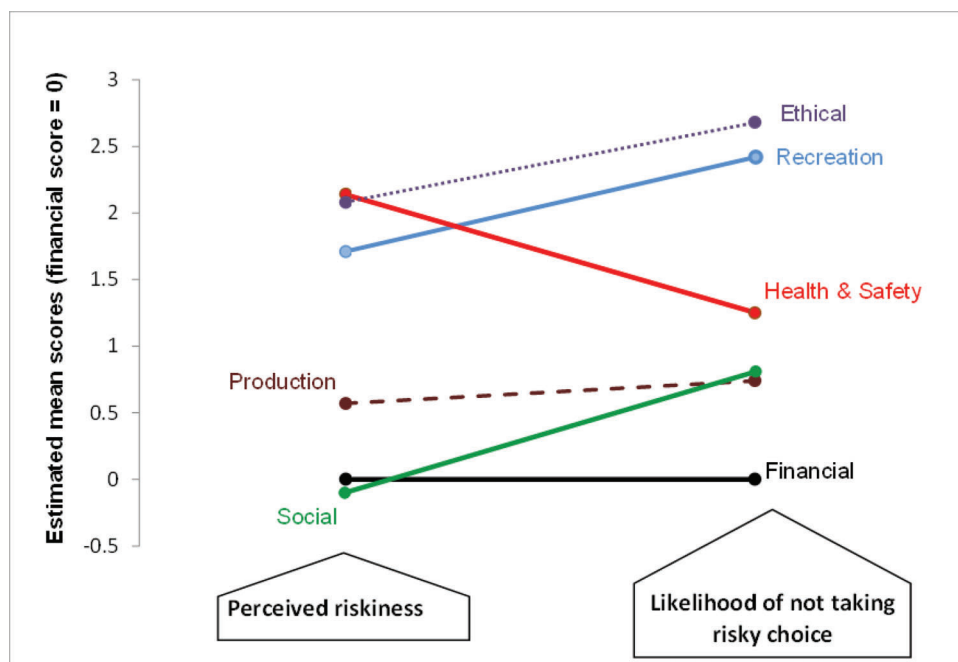 Estimated mean scores (financial score = 0)
3
2.5
2
1.5
1
0.5
0
-0.5
Ethical
Recreation
Health & Safety
Production
Financial
Social
Perceived riskiness
Likelihood of not taking
risky choice